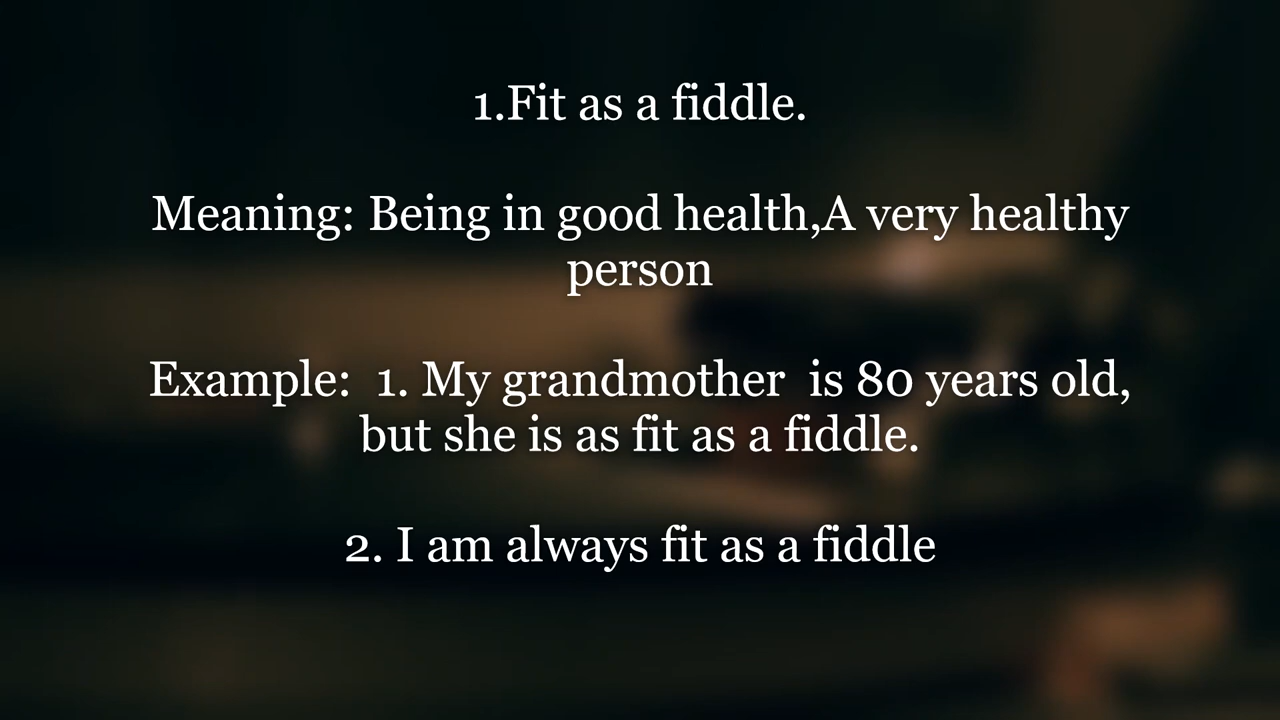 1.Fit as a fiddle.
Meaning: Being in good health,A very healthy
person
Example:  1. My grandmother  is 80 years old,
but she is as fit as a fiddle.
2. I am always fit as a fiddle